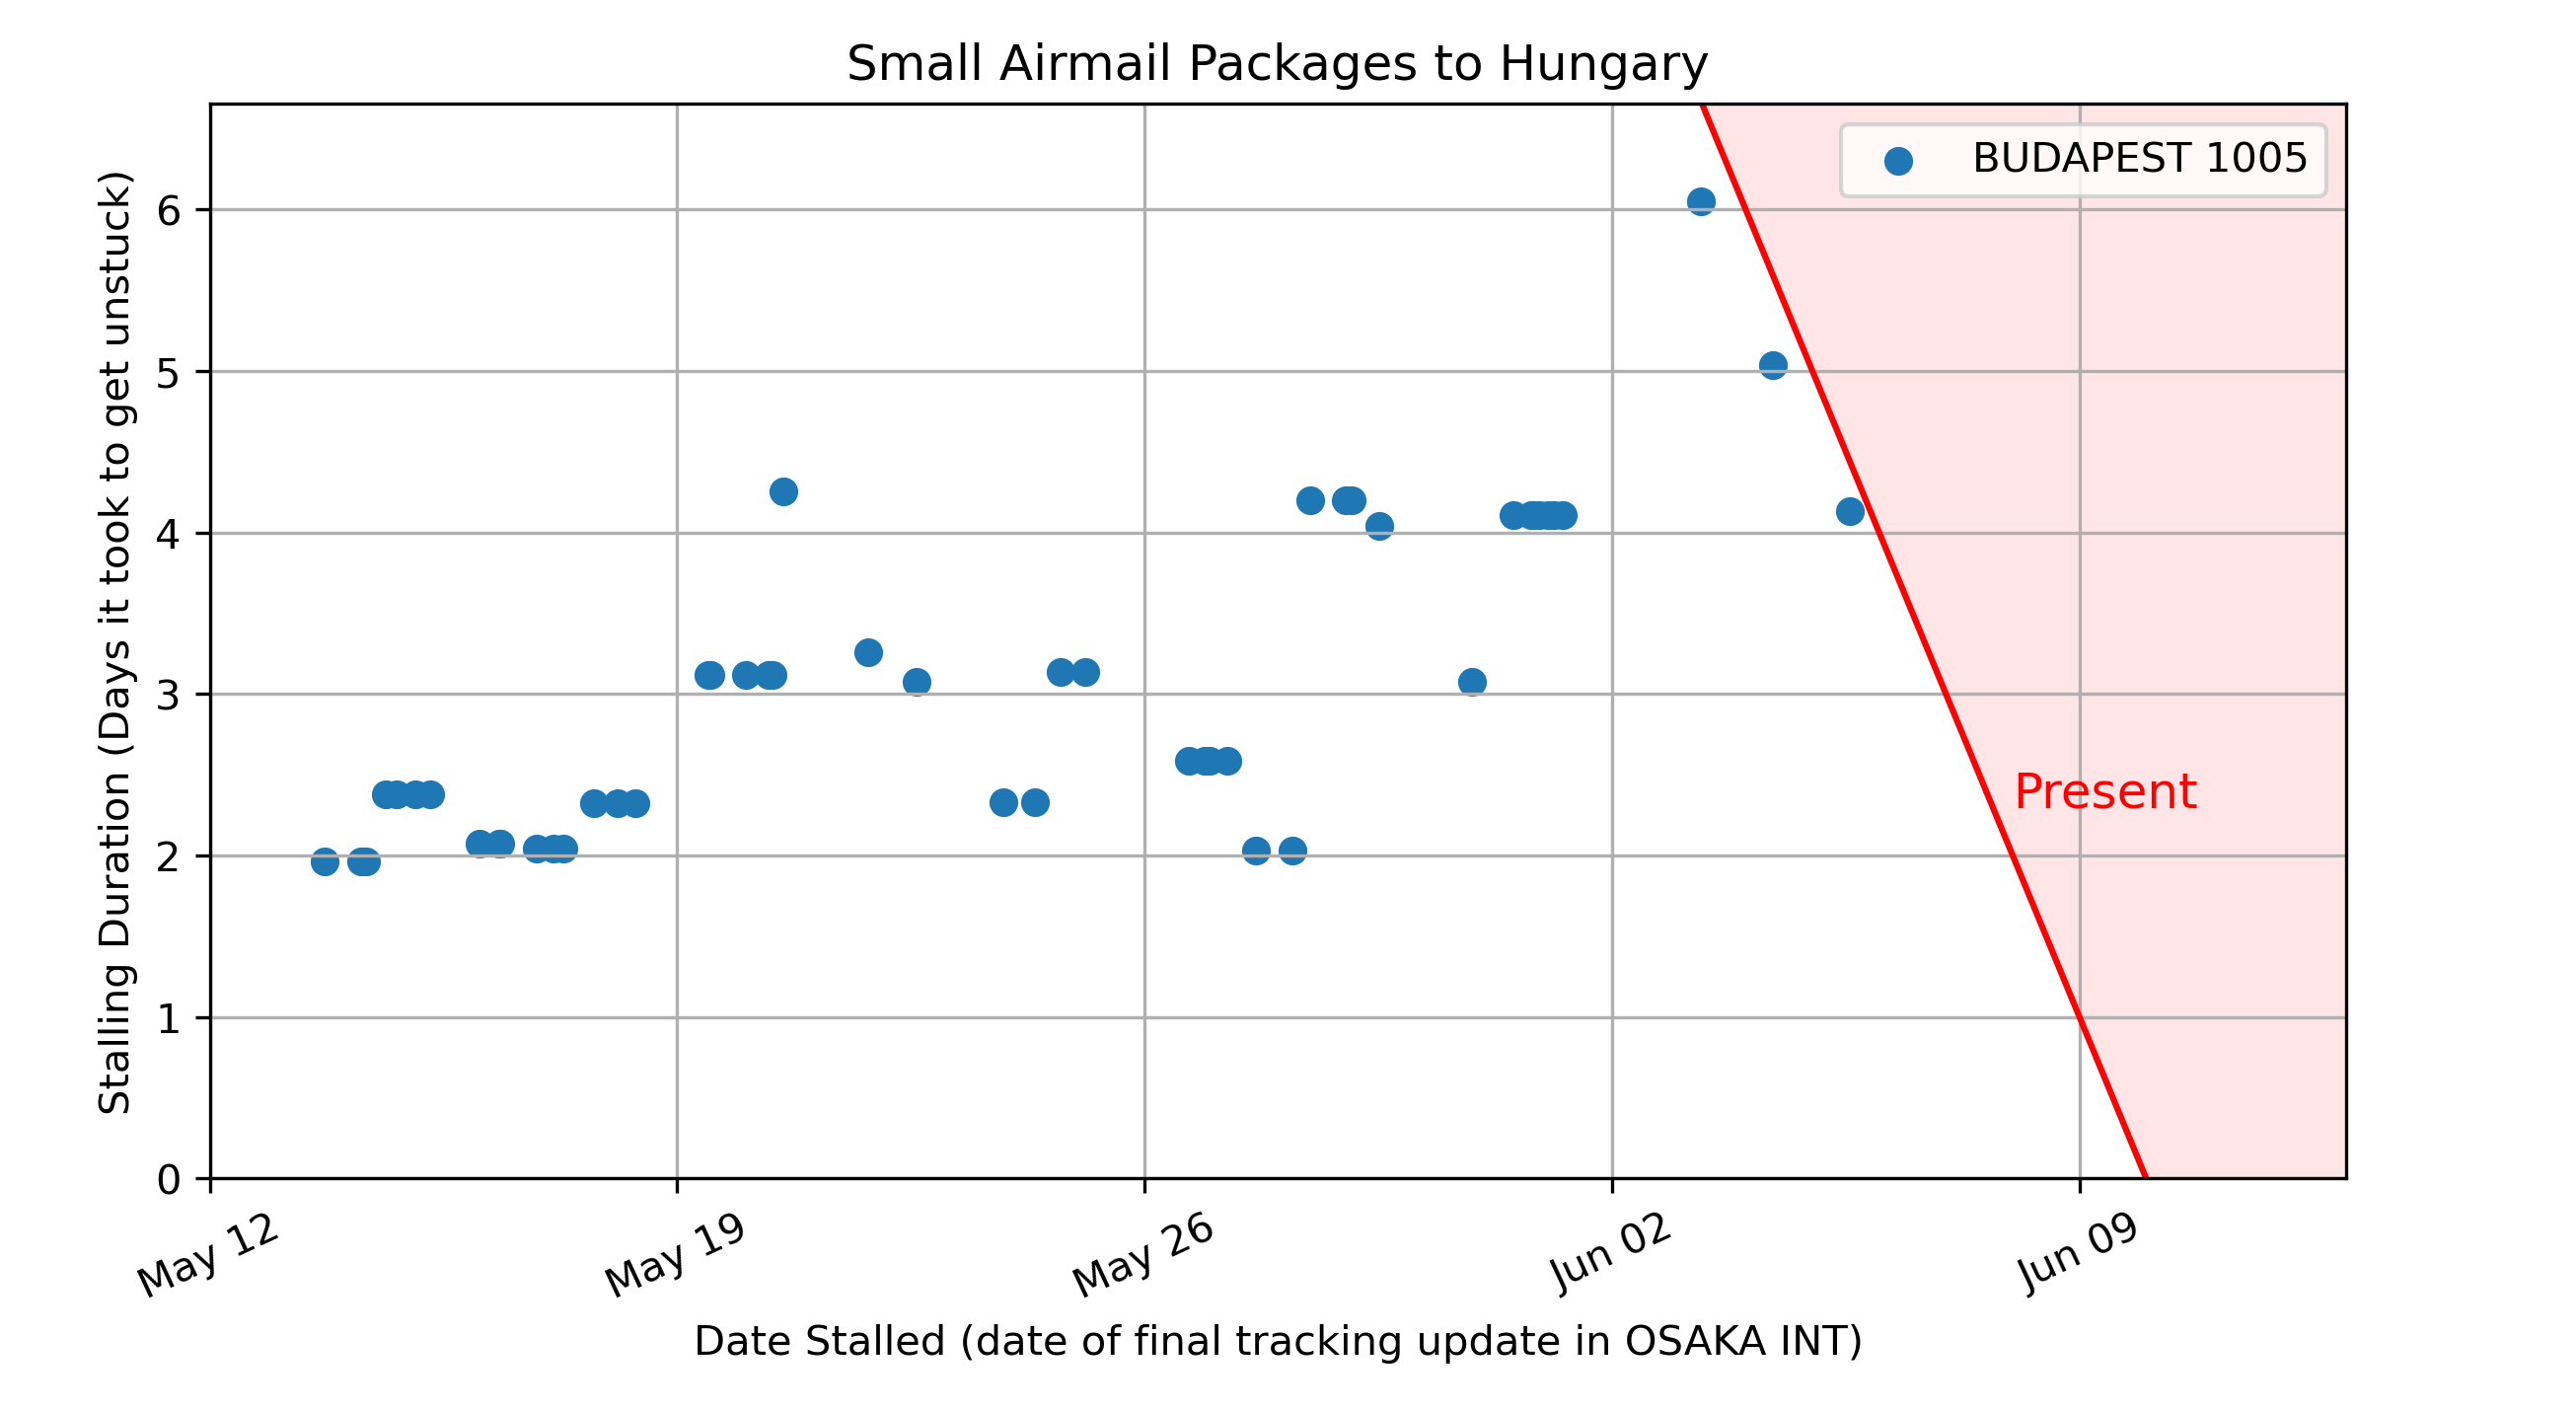 Small Airmail Packages to Hungary
BUDAPEST 1005
Stalling Duration (Days it took to get unstuck)
6
5
4
3
2
1
0
Present
May 12
May 19
May 26
Jun 02
Jun 09
Date Stalled (date of final tracking update in OSAKA INT)